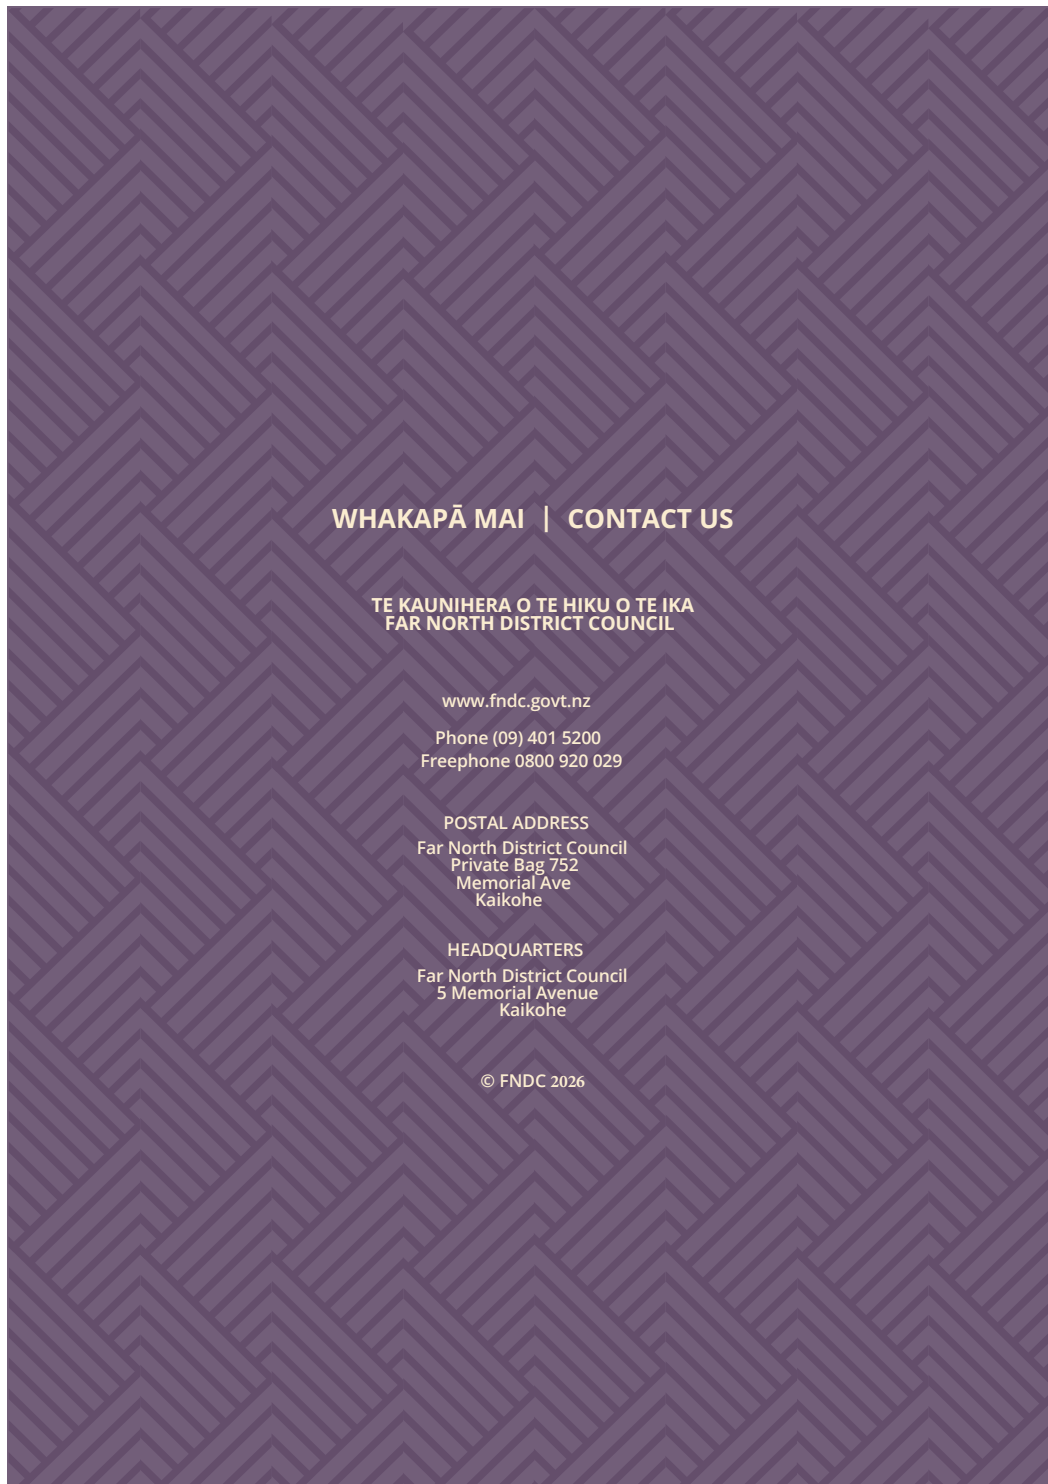 WHAKAPĀ MAI | CONTACT US
TE KAUNIHERA O TE HIKU O TE IKA
FAR NORTH DISTRICT COUNCIL
www.fndc.govt.nz
Phone (09) 401 5200
Freephone 0800 920 029
POSTAL ADDRESS
Far North District Council
Private Bag 752
Memorial Ave
Kaikohe
HEADQUARTERS
Far North District Council
5 Memorial Avenue
Kaikohe
© FNDC 2026